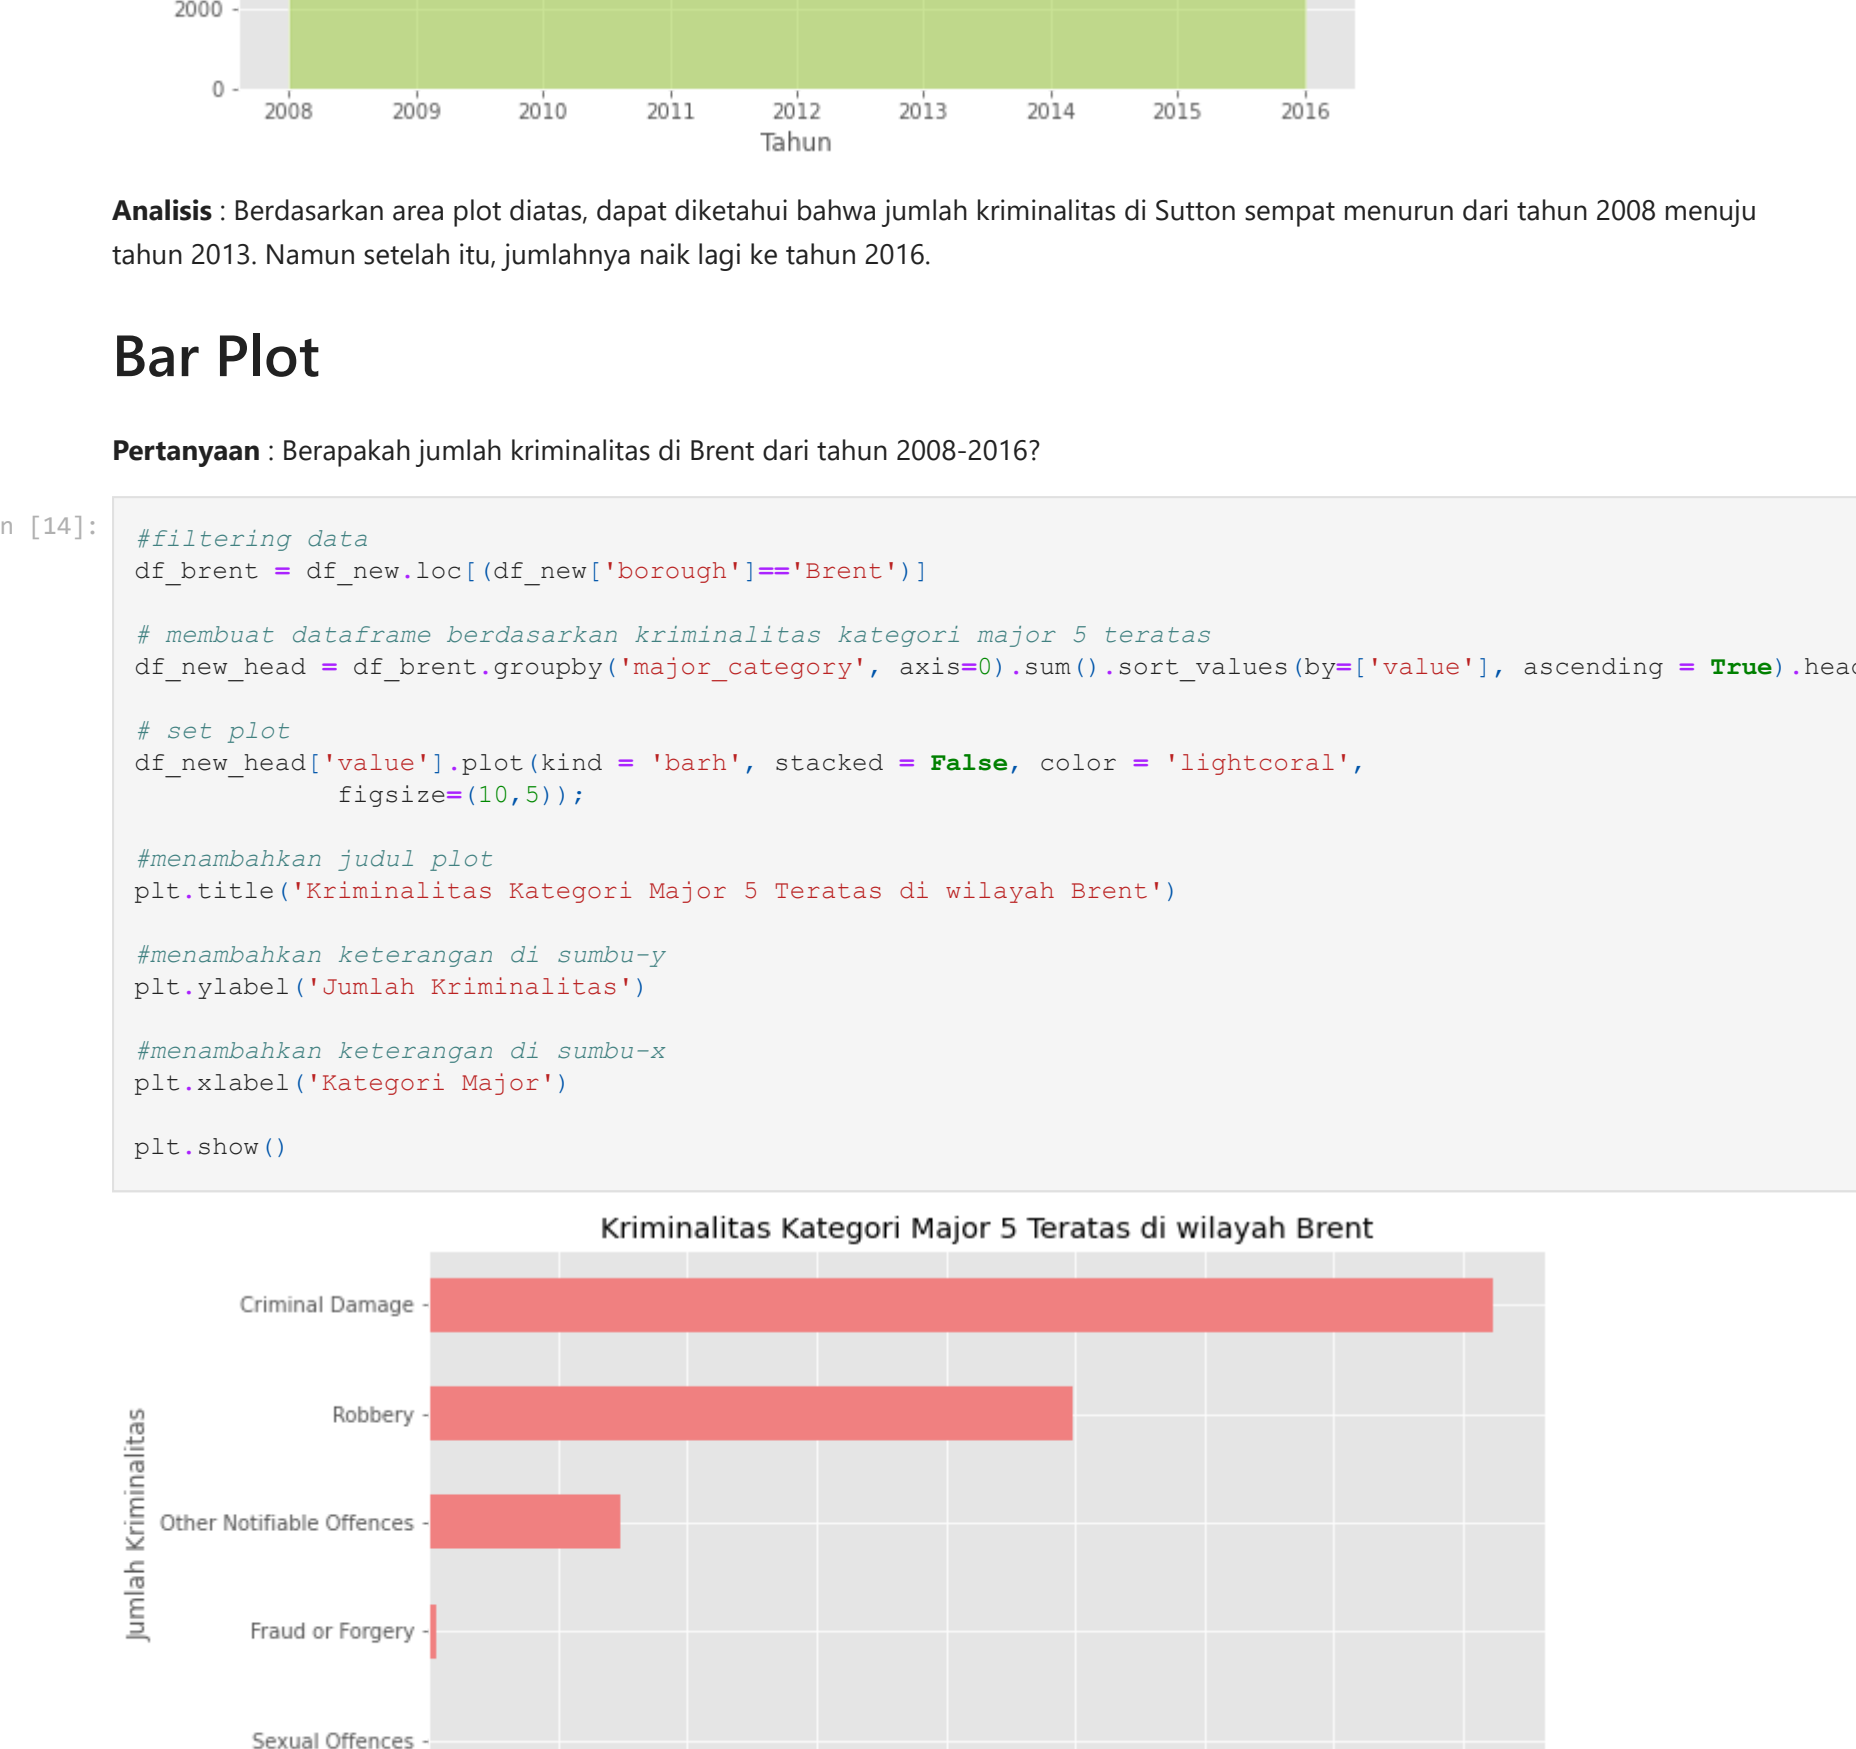 2000
0
2008 2009 2010 2011 2012 2013 2014 2015 2016
Tahun
Analisis : Berdasarkan area plot diatas, dapat diketahui bahwa jumlah kriminalitas di Sutton sempat menurun dari tahun 2008 menuju
tahun 2013. Namun setelah itu, jumlahnya naik lagi ke tahun 2016.
Bar Plot
Pertanyaan : Berapakah jumlah kriminalitas di Brent dari tahun 2008-2016?
n [14]:
#filtering data
df_brent = df_new.loc[(df_new['borough']=='Brent')]
# membuat dataframe berdasarkan kriminalitas kategori major 5 teratas
df_new_head = df_brent.groupby('major_category', axis=0).sum().sort_values(by=['value'], ascending = True).head
# set plot
df_new_head['value'].plot(kind = 'barh', stacked = False, color = 'lightcoral',
figsize=(10,5));
#menambahkan judul plot
plt.title('Kriminalitas Kategori Major 5 Teratas di wilayah Brent')
#menambahkan keterangan di sumbu-y
plt.ylabel('Jumlah Kriminalitas')
#menambahkan keterangan di sumbu-x
plt.xlabel('Kategori Major')
plt.show()
Kriminalitas Kategori Major 5 Teratas di wilayah Brent
Criminal Damage
Robbery
Other Notifiable Offences
Fraud or Forgery
Sexual Offences
Jumlah Kriminalitas